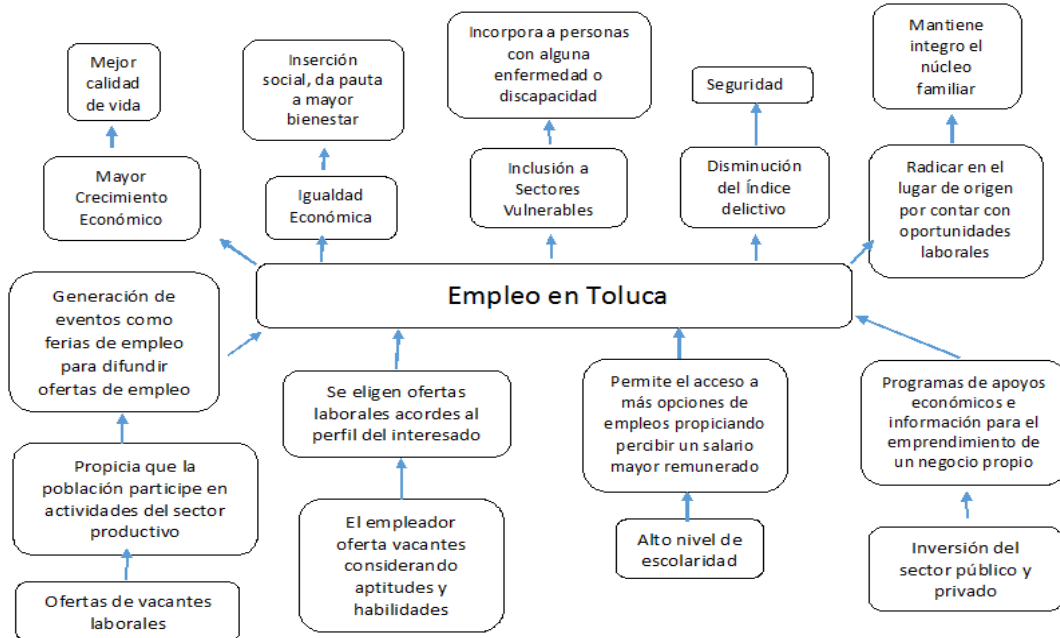 Mejor
calidad
de vida
Inserción
social, da pauta
a mayor
bienestar
Incorpora a personas
con alguna
enfermedad o
discapacidad
Seguridad
Mantiene
integro el
núcleo
familiar
Mayor
Crecimiento
Económico
Igualdad
Económica
Inclusión a
Sectores
Vulnerables
Disminución
del Índice
delictivo
Radicar en el
lugar de origen
por contar con
oportunidades
laborales
Empleo en Toluca
Generación de
eventos como
ferias de empleo
para difundir
ofertas de empleo
Se eligen ofertas
laborales acordes al
perfil del interesado
Permite el acceso a
más opciones de
empleos propiciando
percibir un salario
mayor remunerado
Programas de apoyos
económicos e
información para el
emprendimiento de
un negocio propio
Propicia que la
población participe en
actividades del sector
productivo
El empleador
oferta vacantes
considerando
aptitudes y
habilidades
Alto nivel de
escolaridad
Inversión del
sector público y
privado
Ofertas de vacantes
laborales